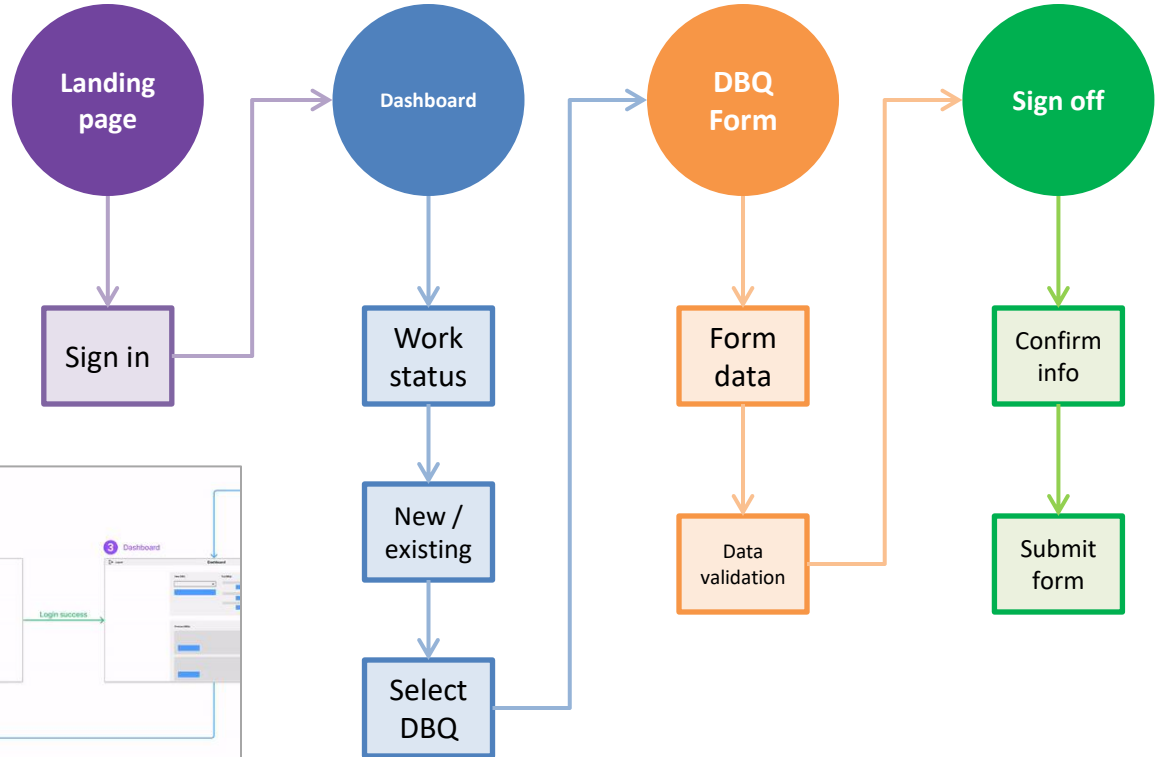 Landing
page
Dashboard
DBQ
Form
Sign off
Sign in
Work
status
Form
data
Confirm
info
New /
existing
Data
validation
Submit
form
Select
DBQ
3 Dashboard
Dashboard
Login success